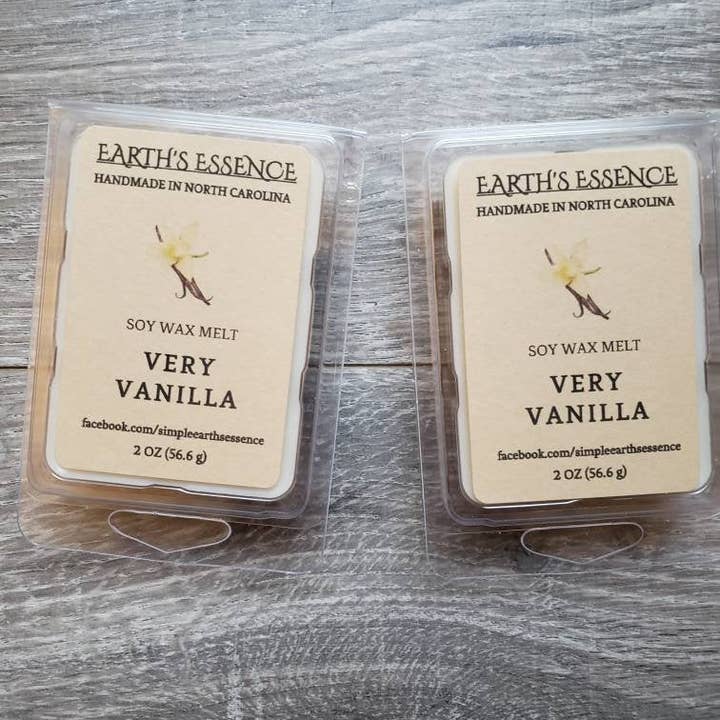 EARTH'S ESSENCE
HANDMADE IN NORTH CAROLINA
SOY WAX MELT
VERY
VANILLA
facebook.com/simpleearthsessence
2 OZ (56.6 g)
EARTH'S ESSENCE
HANDMADE IN NORTH CAROLINA
SOY WAX MELT
VERY
VANILLA
facebook.com/simpleearthsessence
2 OZ (56.6 g)